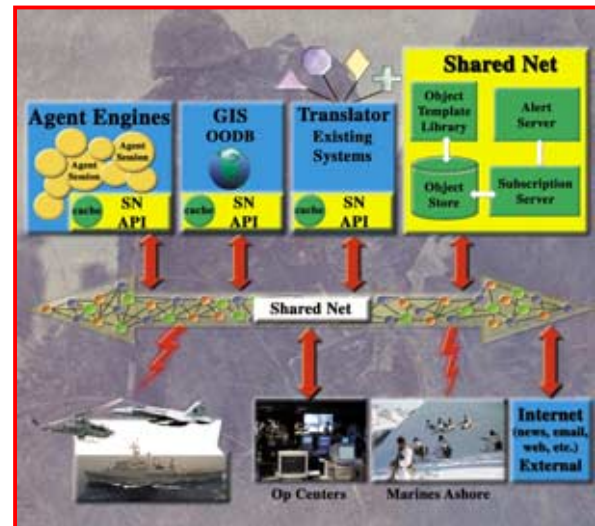 Agent Engines
Agent
Session
Agent
Session
cache
SN
API
GIS
OODB
cache
SN
API
Translator
Existing
Systems
cache
SN
API
Shared Net
Object
Template
Library
Alert
Server
Object
Store
Subscription
Server
Shared Net
Op Centers
Marines Ashore
Internet
(news, email,
web, etc.)
External